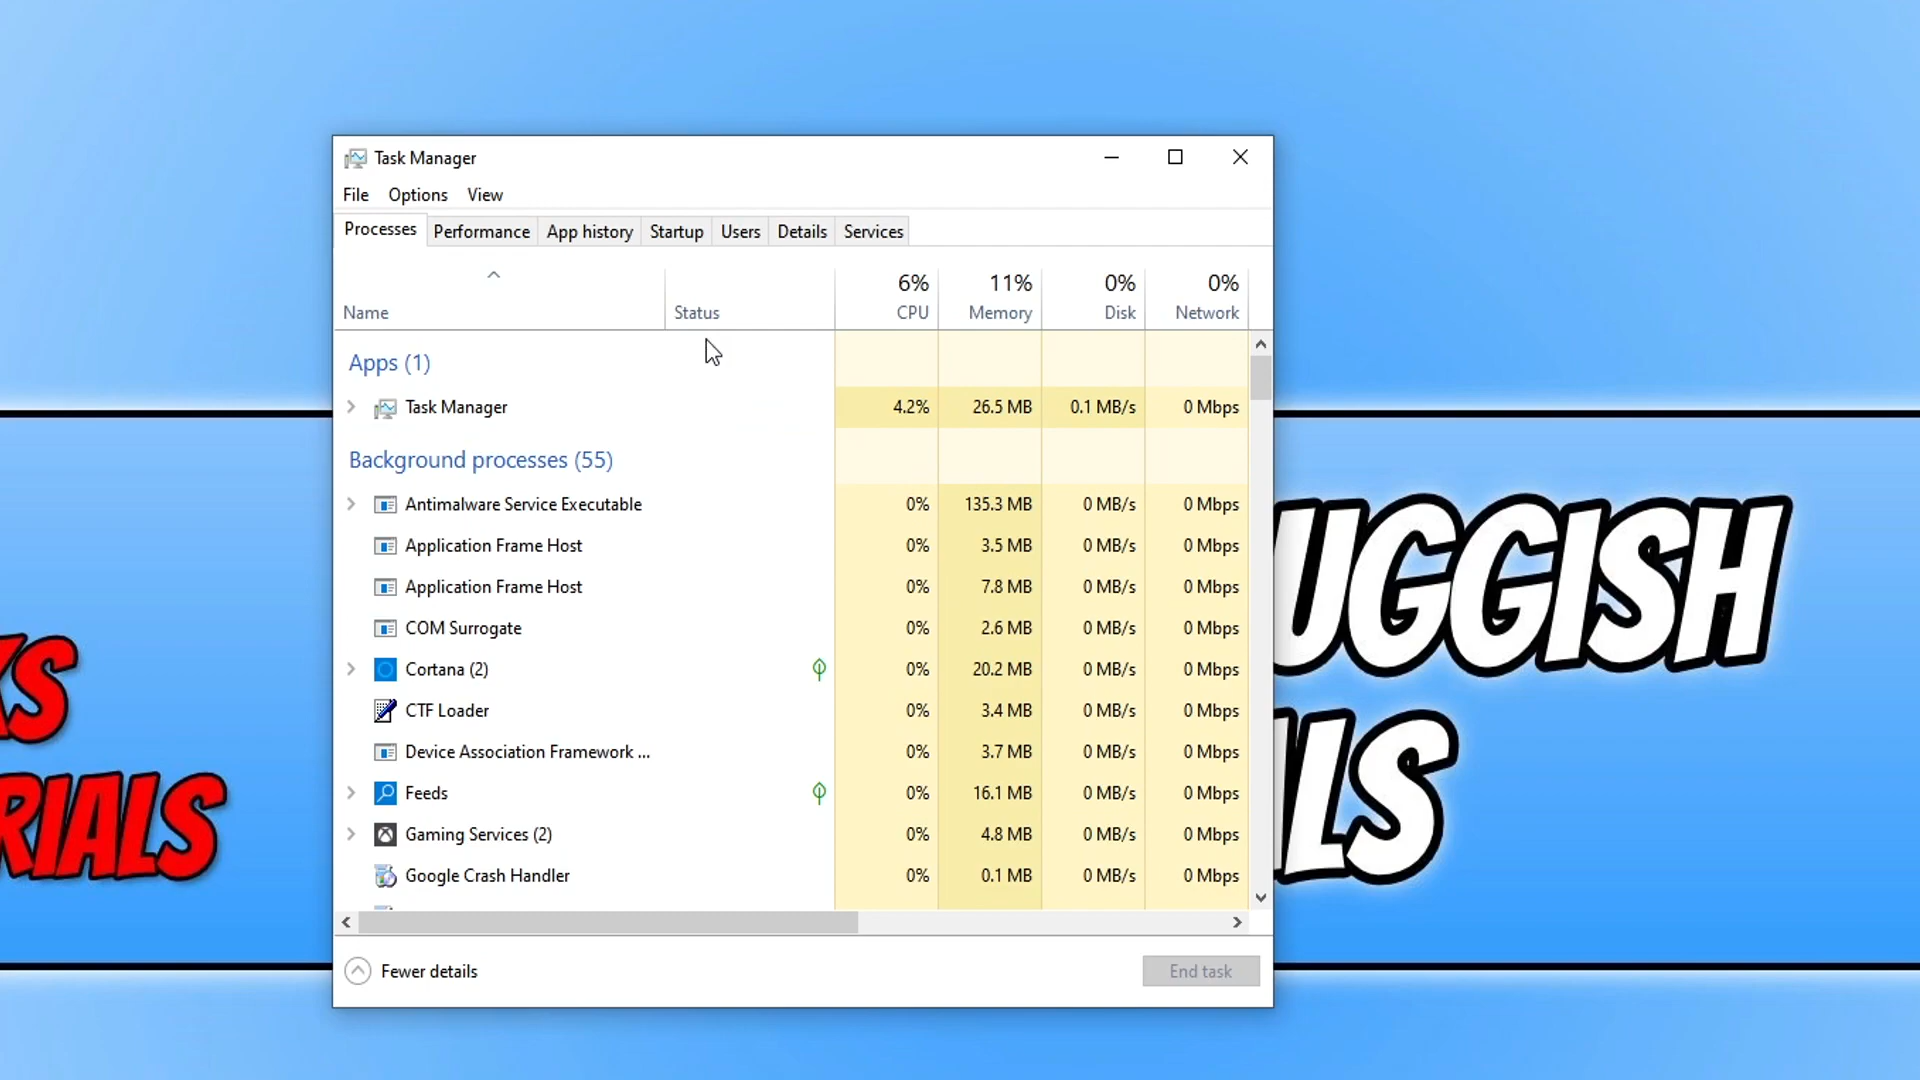 Task Manager
File Options View
Processes Performance App history Startup Users Details Services
6% 11% 0% 0%
Name Status CPU Memory Disk Network
Apps (1)
Task Manager 4.2% 26.5 MB 0.1 MB/s 0 Mbps
Background processes (55)
Antimalware Service Executable 0% 135.3 MB 0 MB/s 0 Mbps
Application Frame Host 0% 3.5 MB 0 MB/s 0 Mbps
Application Frame Host 0% 7.8 MB 0 MB/s 0 Mbps
COM Surrogate 0% 2.6 MB 0 MB/s 0 Mbps
Cortana (2) 0% 20.2 MB 0 MB/s 0 Mbps
CTF Loader 0% 3.4 MB 0 MB/s 0 Mbps
Device Association Framework ... 0% 3.7 MB 0 MB/s 0 Mbps
Feeds 0% 16.1 MB 0 MB/s 0 Mbps
Gaming Services (2) 0% 4.8 MB 0 MB/s 0 Mbps
Google Crash Handler 0% 0.1 MB 0 MB/s 0 Mbps
Fewer details End task
KS
RIALS
UGGISH
LS